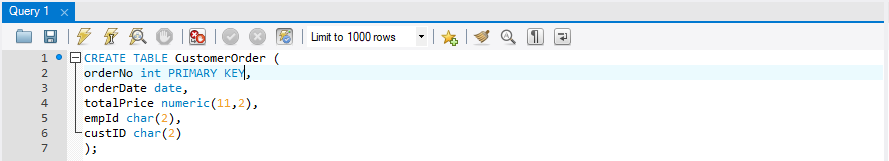 Query 1
Limit to 1000 rows
1 CREATE TABLE CustomerOrder (
2 orderNo int PRIMARY KEY,
3 orderDate date,
4 totalPrice numeric(11,2),
5 empId char(2),
6 custID char(2)
7 );